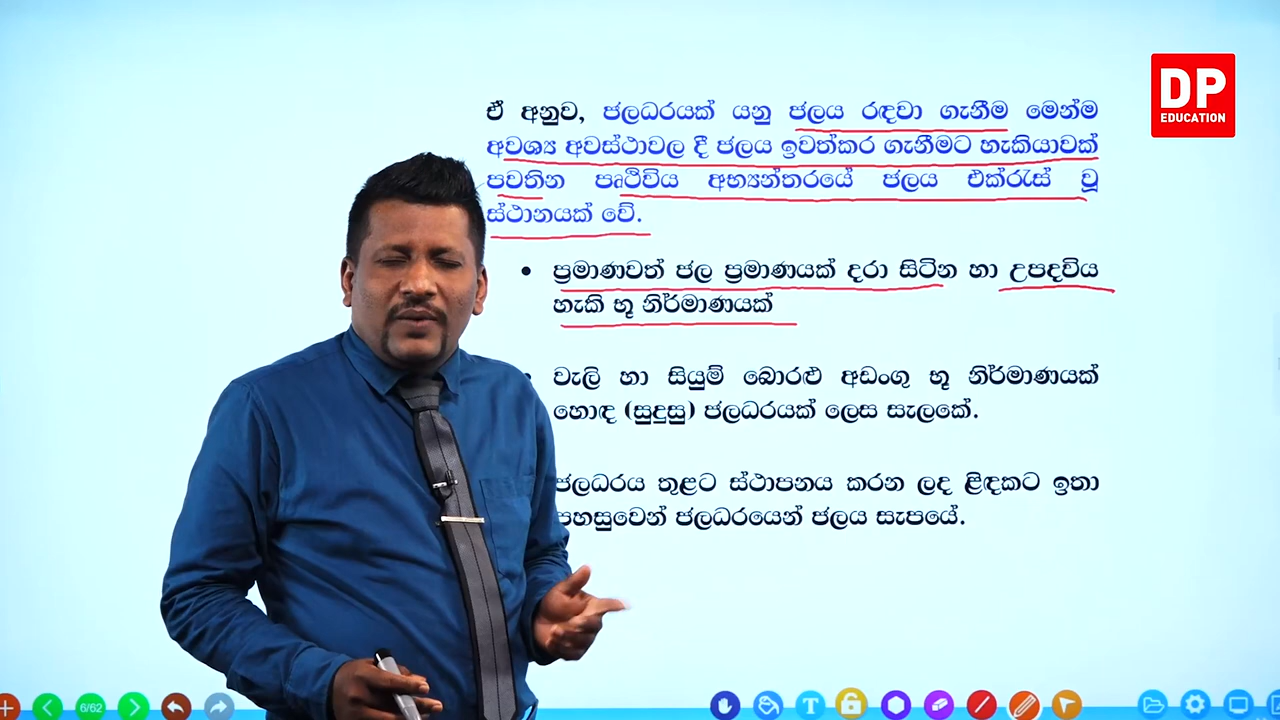 DP
EDUCATION
ඒ අනුව, ජලධරයක් යනු ජලය රඳවා ගැනීම මෙන්ම
අවශ්‍ය අවස්ථාවල දී ජලය ඉවත්කර ගැනීමට හැකියාවක්
පවතින පෘථිවිය අභ්‍යන්තරයේ ජලය එක්රැස් වූ
ස්ථානයක් වේ.
• ප්‍රමාණවත් ජල ප්‍රමාණයක් දරා සිටින හා උපදවිය
හැකි භූ නිර්මාණයක්
වැලි හා සියුම් බොරළු අඩංගු භූ නිර්මාණයක්
හොඳ (සුදුසු) ජලධරයක් ලෙස සැලකේ.
ජලධරය තුළට ස්ථාපනය කරන ලද ළිඳකට ඉතා
පහසුවෙන් ජලධරයෙන් ජලය සැපයේ.
6/62